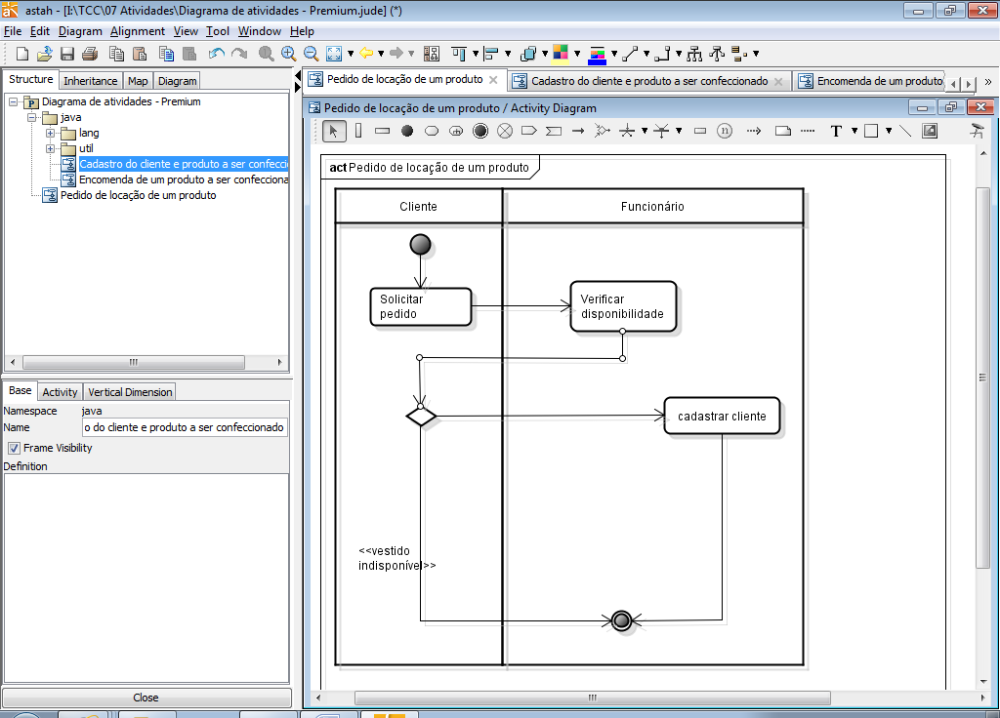 astah - [I:\TCC\07 Atividades\Diagrama de atividades - Premium.jude] (*)
File Edit Diagram Alignment View Tool Window Help
Structure Inheritance Map Diagram
Diagrama de atividades - Premium
java
lang
util
Cadastro do cliente e produto a ser confecci
Encomenda de um produto a ser confecciona
Pedido de locação de um produto
Base Activity Vertical Dimension
Namespace java
Name o do cliente e produto a ser confeccionado
Frame Visibility
Definition
Close
Pedido de locação de um produto Cadastro do cliente e produto a ser confeccionado Encomenda de um produto
Pedido de locação de um produto / Activity Diagram
T
act Pedido de locação de um produto
Cliente Funcionário
Solicitar
pedido
Verificar
disponibilidade
cadastrar cliente
<<vestido
indisponível>>